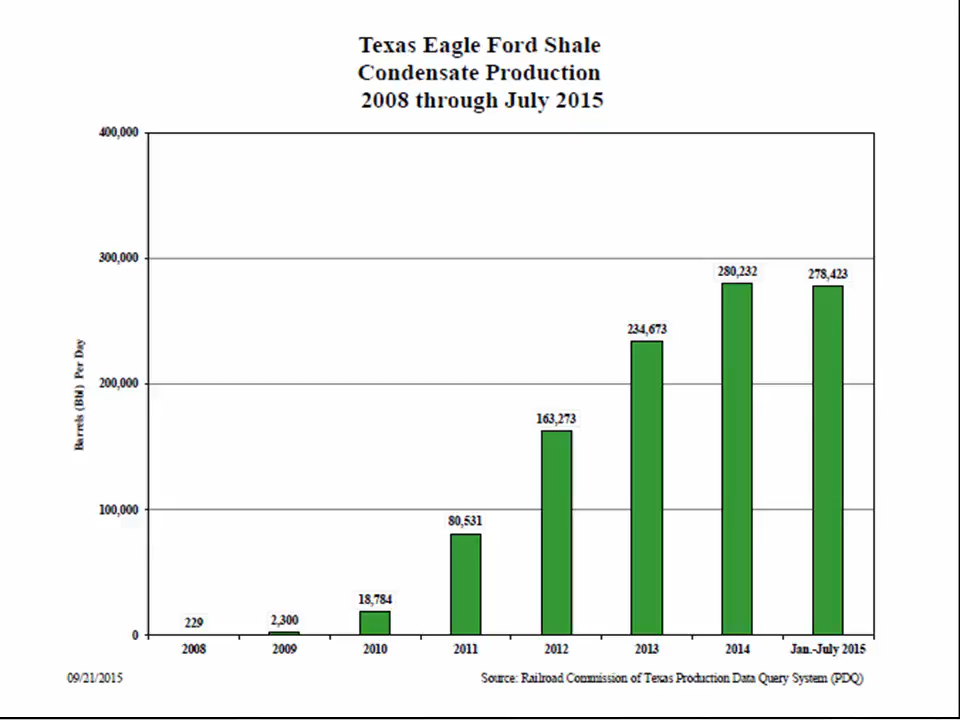 Texas Eagle Ford Shale
Condensate Production
2008 through July 2015
400,000
300,000
200,000
100,000
0
Barrels (Bbl) Per Day
229
2,300
18,784
80,531
163,273
234,673
280,232
278,423
2008 2009 2010 2011 2012 2013 2014 Jan.-July 2015
09/21/2015
Source: Railroad Commission of Texas Production Data Query System (PDQ)